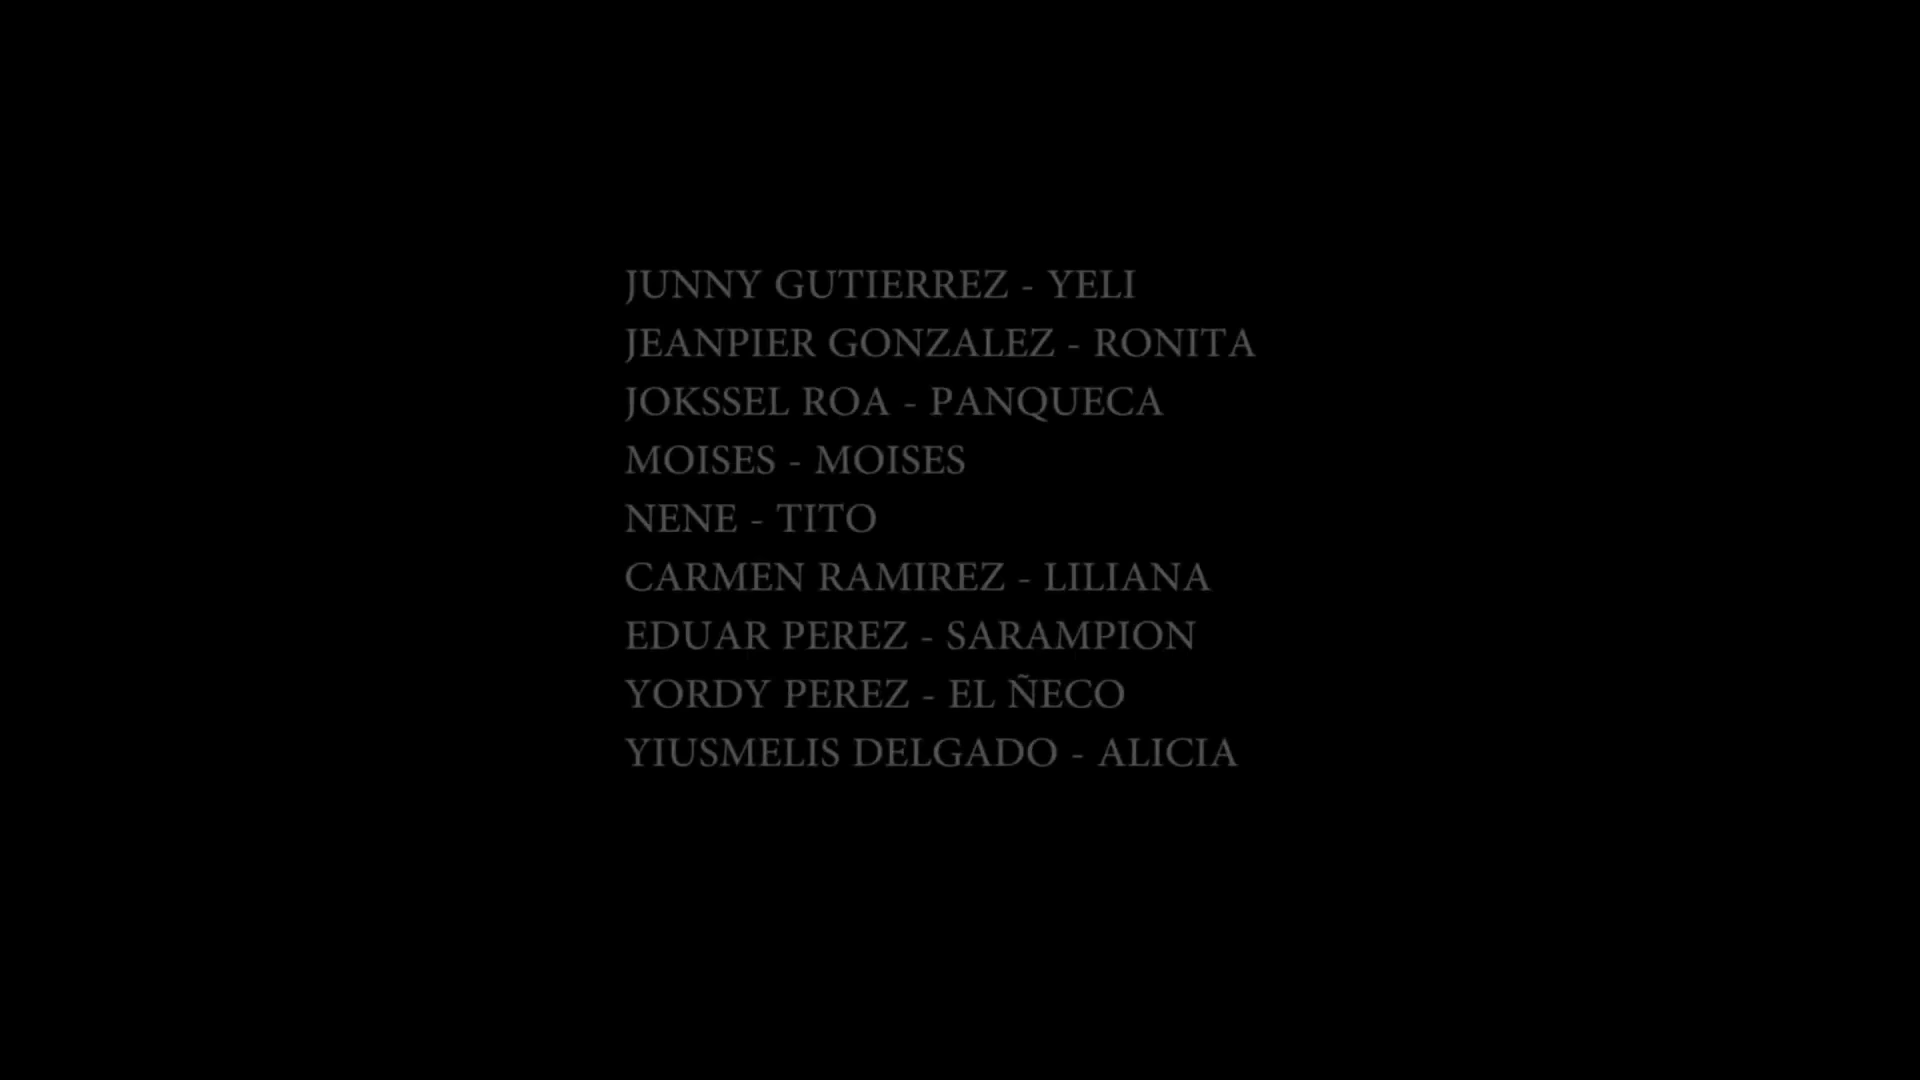 JUNNY GUTIERREZ - YELI
JEANPIER GONZALEZ - RONITA
JOKSSEL ROA - PANQUECA
MOISES - MOISES
NENE - TITO
CARMEN RAMIREZ - LILIANA
EDUAR PEREZ - SARAMPION
YORDY PEREZ - EL ÑECO
YIUSMELIS DELGADO - ALICIA